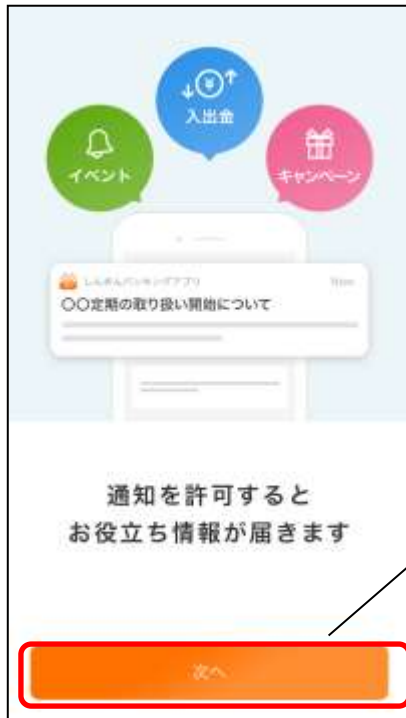 入出金
イベント
キャンペーン
しんきんバンキングアプリ
Now
〇〇定期の取り扱い開始について
通知を許可すると
お役立ち情報が届きます
次へ